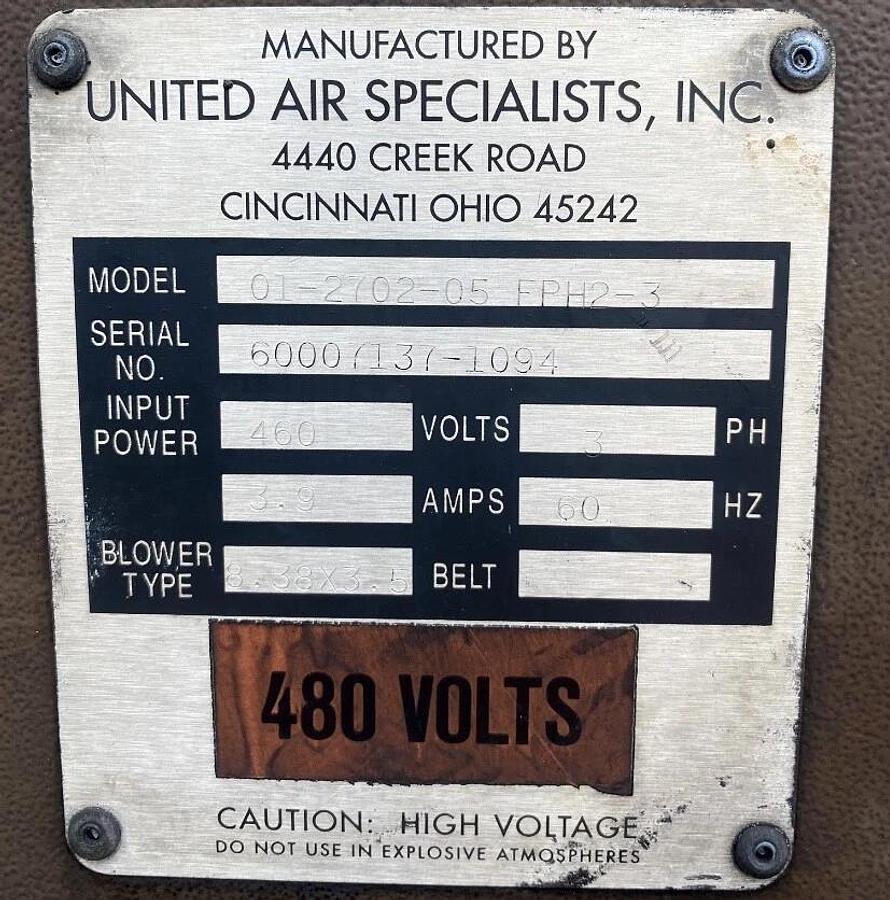 MANUFACTURED BY
UNITED AIR SPECIALISTS, INC.
4440 CREEK ROAD
CINCINNATI OHIO 45242
MODEL 01-2702-05 FPH2-3
SERIAL NO. 60007137-1094
INPUT POWER 460 VOLTS 3 PH
3.9 AMPS 60 HZ
BLOWER TYPE 8.38X3.5 BELT
480 VOLTS
CAUTION: HIGH VOLTAGE
DO NOT USE IN EXPLOSIVE ATMOSPHERES